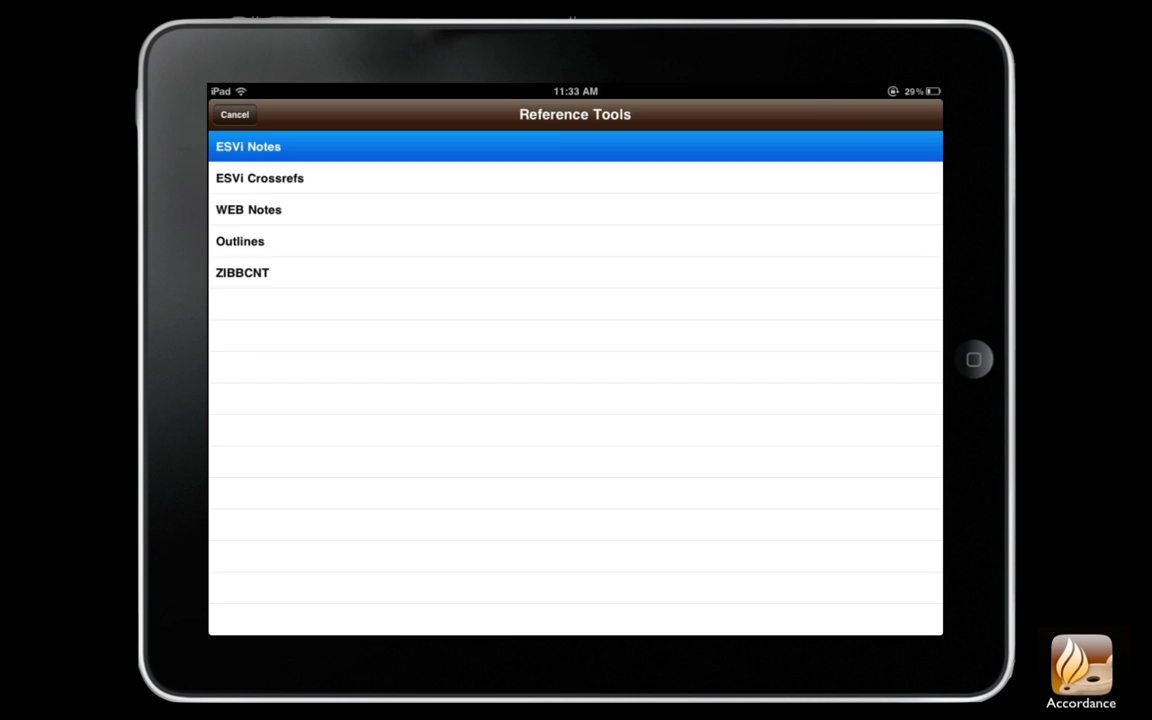 iPad
11:33 AM
29%
Cancel
Reference Tools
ESVi Notes
ESVi Crossrefs
WEB Notes
Outlines
ZIBBCNT
Accordance